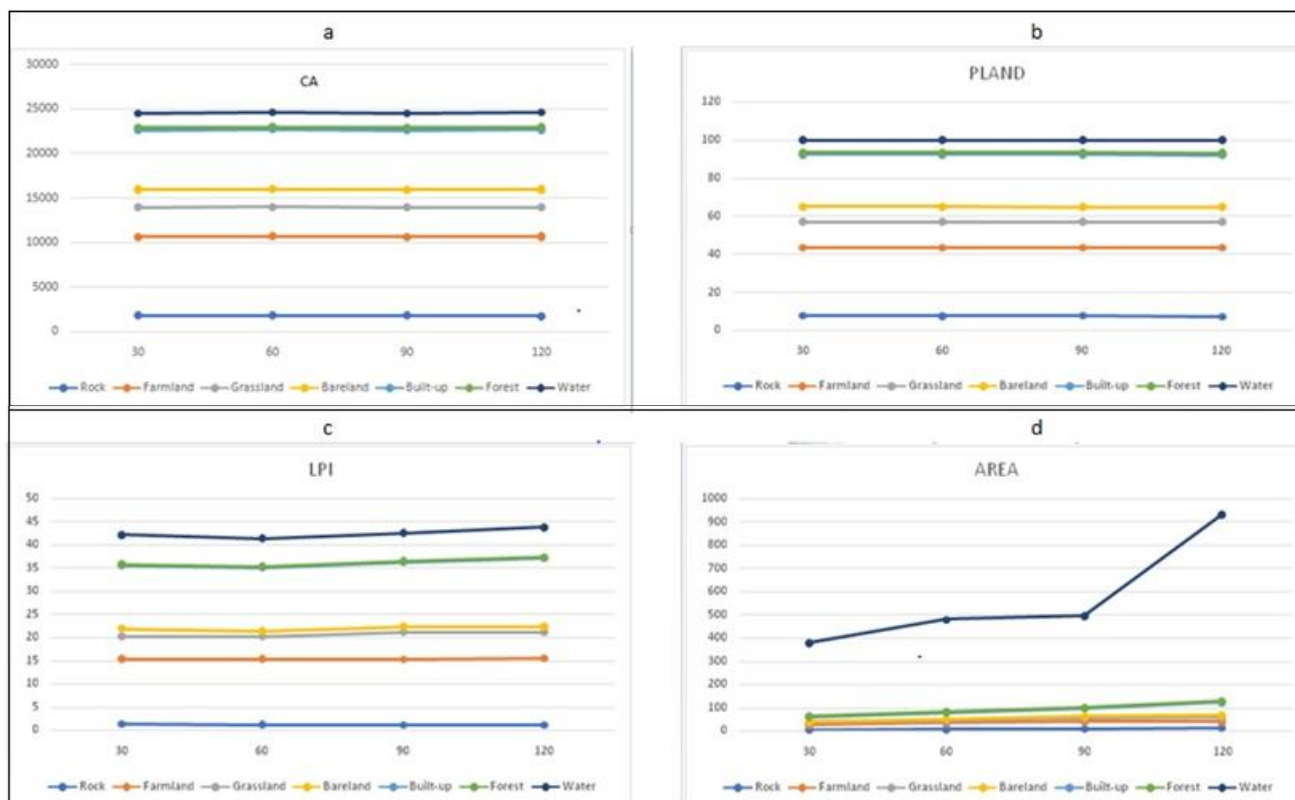 a
CA
30000
25000
20000
15000
10000
5000
0
30 60 90 120
Rock Farmland Grassland Bareland Built-up Forest Water
b
PLAND
120
100
80
60
40
20
0
30 60 90 120
Rock Farmland Grassland Bareland Built-up Forest Water
c
LPI
50
45
40
35
30
25
20
15
10
5
0
30 60 90 120
Rock Farmland Grassland Bareland Built-up Forest Water
d
AREA
1000
900
800
700
600
500
400
300
200
100
0
30 60 90 120
Rock Farmland Grassland Bareland Built-up Forest Water